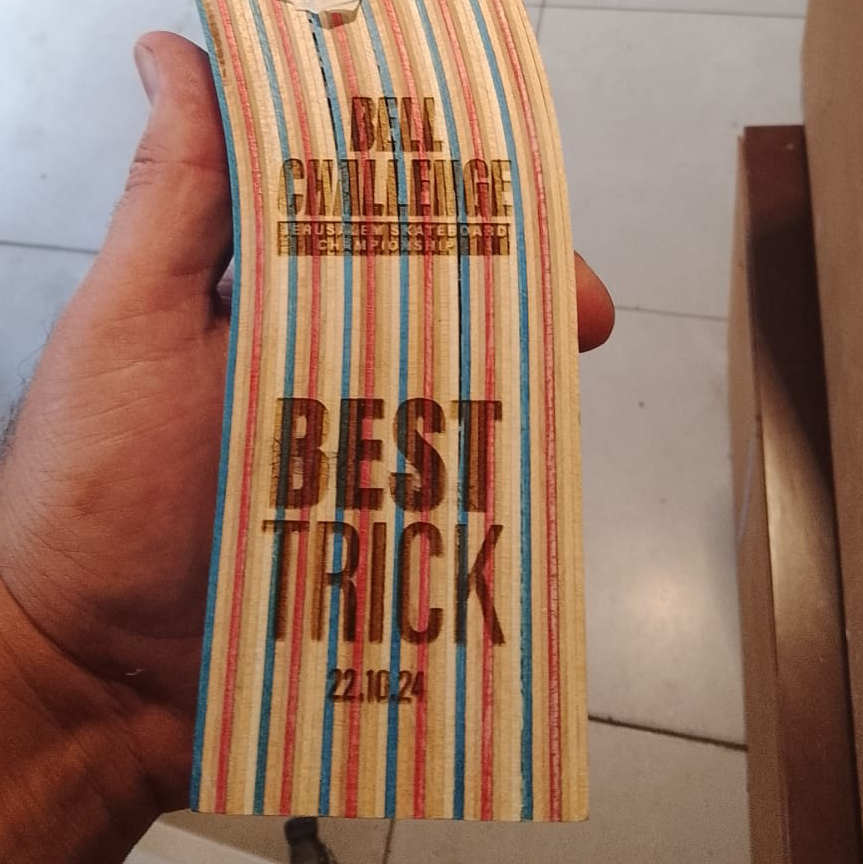 BELL
CHALLENGE
JERUSALEM SKATEBOARD
CHAMPIONSHIP
BEST
TRICK
22.10.24